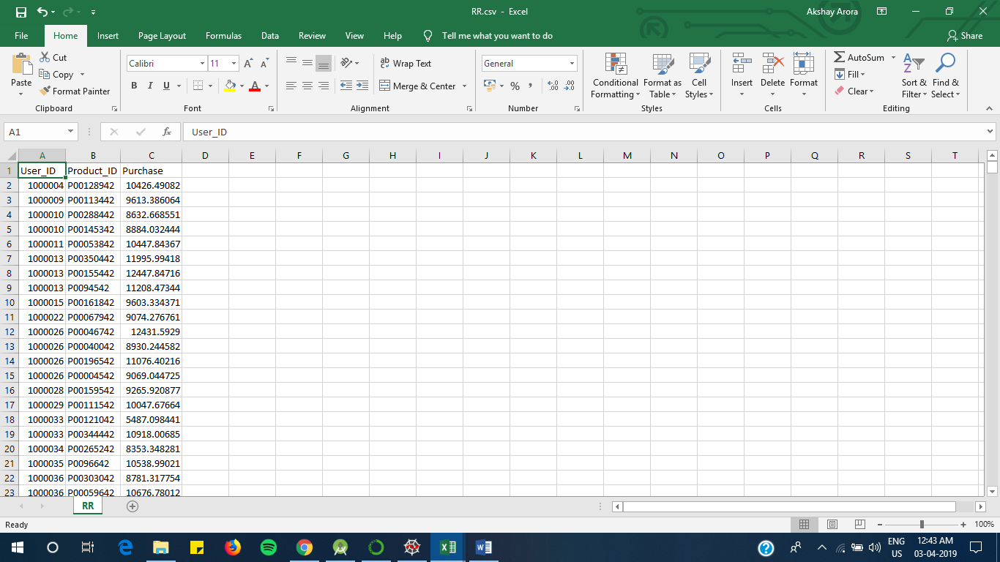 RR.csv - Excel
Akshay Arora
File Home Insert Page Layout Formulas Data Review View Help Tell me what you want to do Share
Paste
Cut
Copy
Format Painter
Clipboard
Calibri 11 A A
B I U A
Font
ab Wrap Text
Merge & Center
Alignment
General
% ,
Number
Conditional Formatting
Format as Table
Cell Styles
Styles
Insert Delete Format
Cells
AutoSum
Fill
Clear
Sort & Filter
Find & Select
Editing
A1 fx User_ID
A B C D E F G H I J K L M N O P Q R S T
1 User_ID Product_ID Purchase
2 1000004 P00128942 10426.49082
3 1000009 P00113442 9613.386064
4 1000010 P00288442 8632.668551
5 1000010 P00145342 8884.032444
6 1000011 P00053842 10447.84367
7 1000013 P00350442 11995.99418
8 1000013 P00155442 12447.84716
9 1000013 P0094542 11208.47344
10 1000015 P00161842 9603.334371
11 1000022 P00067942 9074.276761
12 1000026 P00046742 12431.5929
13 1000026 P00040042 8930.244582
14 1000026 P00196542 11076.40216
15 1000026 P00004542 9069.044725
16 1000028 P00159542 9265.920877
17 1000029 P00111542 10047.67664
18 1000033 P00121042 5487.098441
19 1000033 P00344442 10918.00685
20 1000034 P00265242 8353.348281
21 1000035 P0096642 10538.99021
22 1000036 P00303042 8781.317754
23 1000036 P00059642 10676.78012
RR
Ready
100%
ENG
US
12:43 AM
03-04-2019